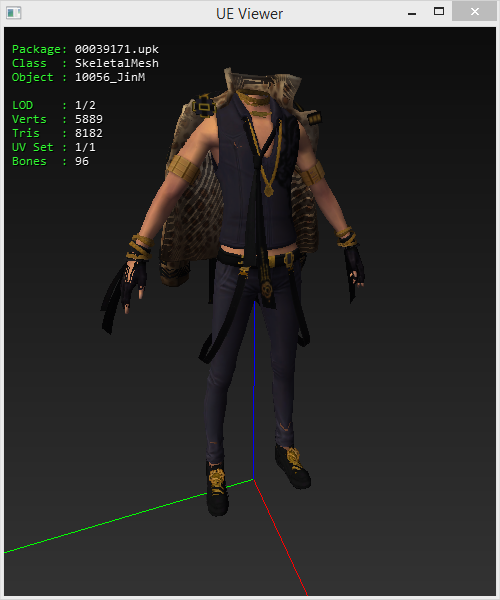 UE Viewer
Package: 00039171.upk
Class  : SkeletalMesh
Object : 10056_JinM
LOD    : 1/2
Verts  : 5889
Tris   : 8182
UV Set : 1/1
Bones  : 96